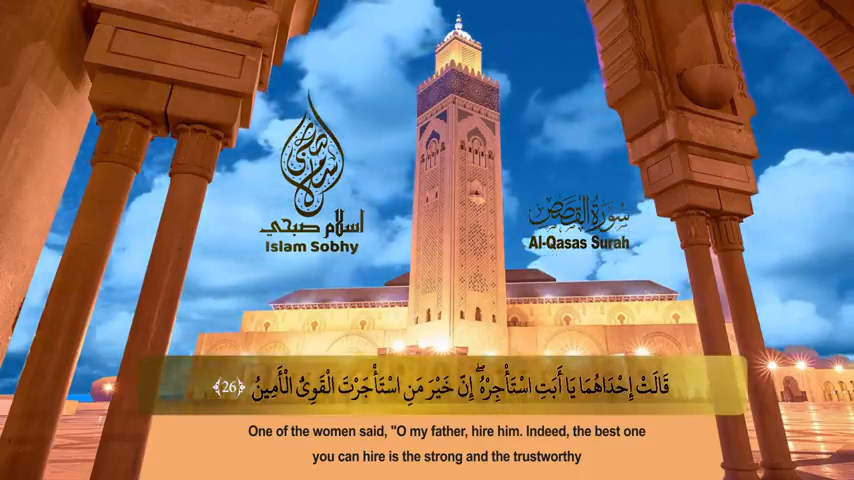 اسلام صبحي
Islam Sobhy
سورة القصص
Al-Qasas Surah
قَالَتْ إِحْدَاهُمَا يَا أَبَتِ اسْتَأْجِرْهُ ۖ إِنَّ خَيْرَ مَنِ اسْتَأْجَرْتَ الْقَوِيُّ الْأَمِينُ ﴿26﴾
One of the women said, "O my father, hire him. Indeed, the best one
you can hire is the strong and the trustworthy